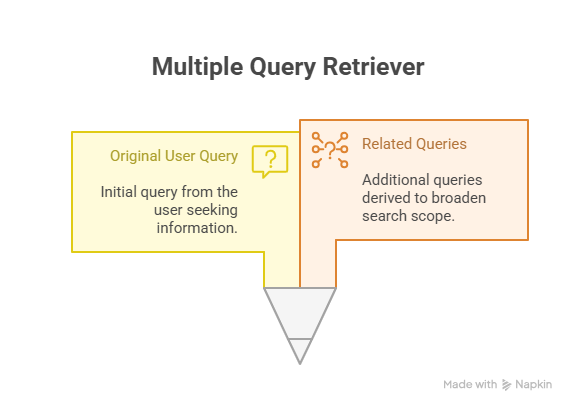 Multiple Query Retriever
Original User Query
Initial query from the
user seeking
information.
Related Queries
Additional queries
derived to broaden
search scope.
Made with Napkin